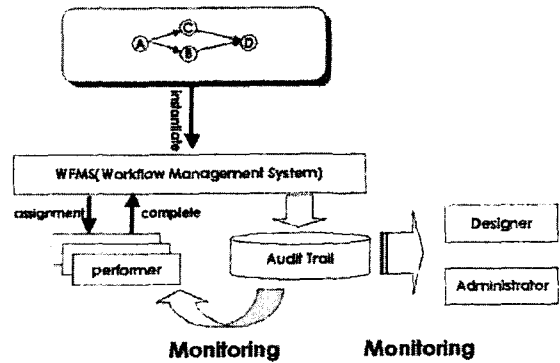 C
A
B
D
instantiate
WFMS(Workflow Management System)
assignment
complete
performer
Audit Trail
Designer
Administrator
Monitoring
Monitoring